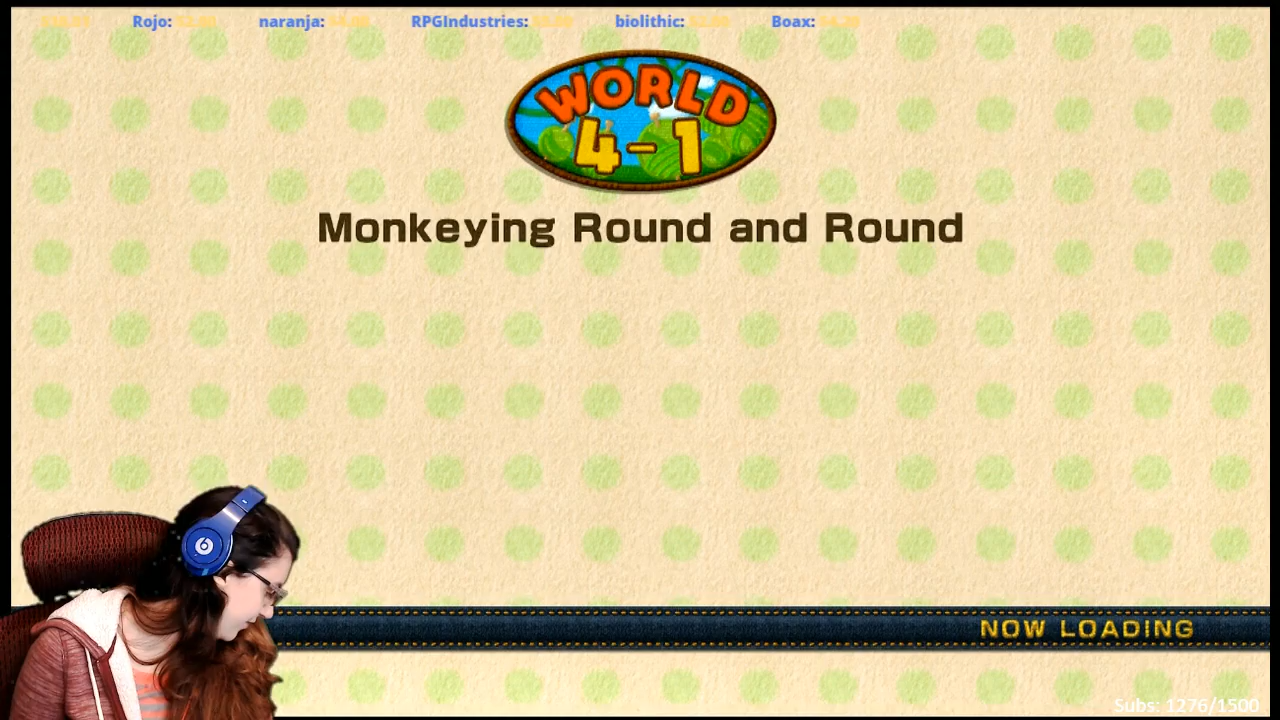 Rojo: naranja: RPGIndustries: biolithic: Boax:
WORLD
4-1
Monkeying Round and Round
NOW LOADING
Subs: 1276/1500